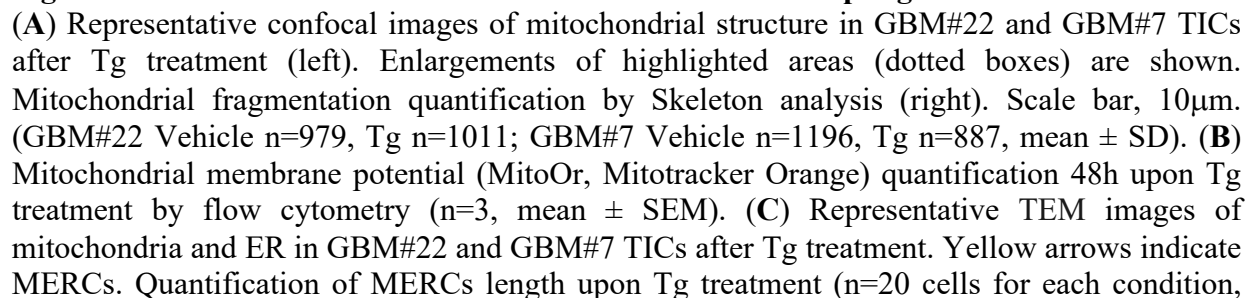 (A) Representative confocal images of mitochondrial structure in GBM#22 and GBM#7 TICs
after Tg treatment (left). Enlargements of highlighted areas (dotted boxes) are shown.
Mitochondrial fragmentation quantification by Skeleton analysis (right). Scale bar, 10μm.
(GBM#22 Vehicle n=979, Tg n=1011; GBM#7 Vehicle n=1196, Tg n=887, mean ± SD). (B)
Mitochondrial membrane potential (MitoOr, Mitotracker Orange) quantification 48h upon Tg
treatment by flow cytometry (n=3, mean ± SEM). (C) Representative TEM images of
mitochondria and ER in GBM#22 and GBM#7 TICs after Tg treatment. Yellow arrows indicate
MERCs. Quantification of MERCs length upon Tg treatment (n=20 cells for each condition,